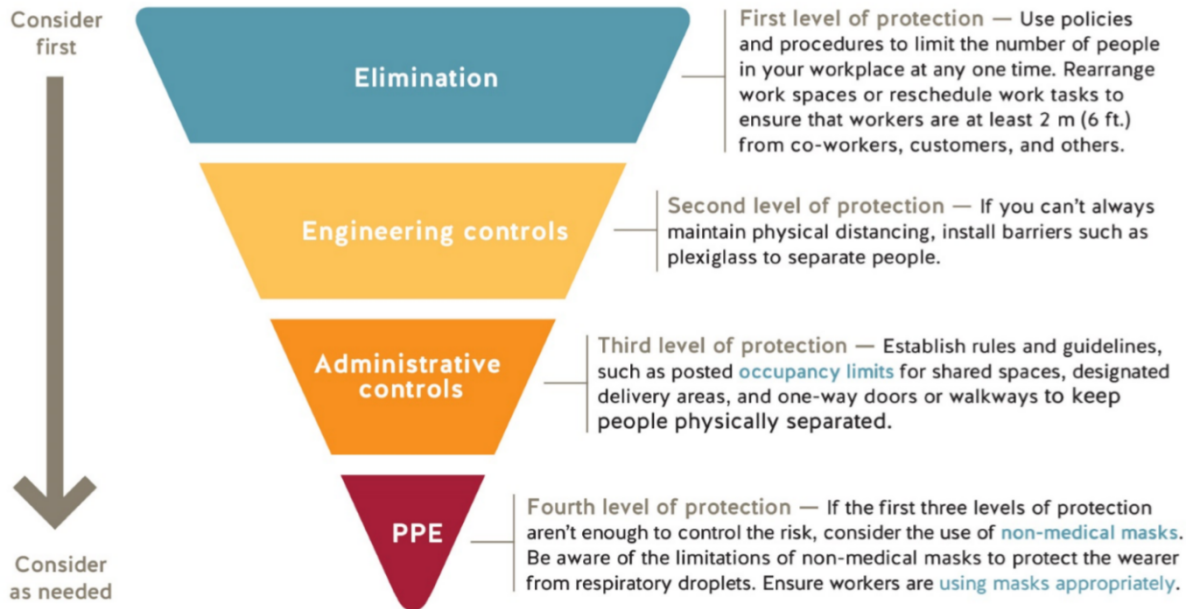 Consider
first
Elimination
First level of protection — Use policies
and procedures to limit the number of people
in your workplace at any one time. Rearrange
work spaces or reschedule work tasks to
ensure that workers are at least 2 m (6 ft.)
from co-workers, customers, and others.
Engineering controls
Second level of protection — If you can't always
maintain physical distancing, install barriers such as
plexiglass to separate people.
Administrative
controls
Third level of protection — Establish rules and guidelines,
such as posted occupancy limits for shared spaces, designated
delivery areas, and one-way doors or walkways to keep
people physically separated.
PPE
Fourth level of protection — If the first three levels of protection
aren't enough to control the risk, consider the use of non-medical masks.
Be aware of the limitations of non-medical masks to protect the wearer
from respiratory droplets. Ensure workers are using masks appropriately.
Consider
as needed